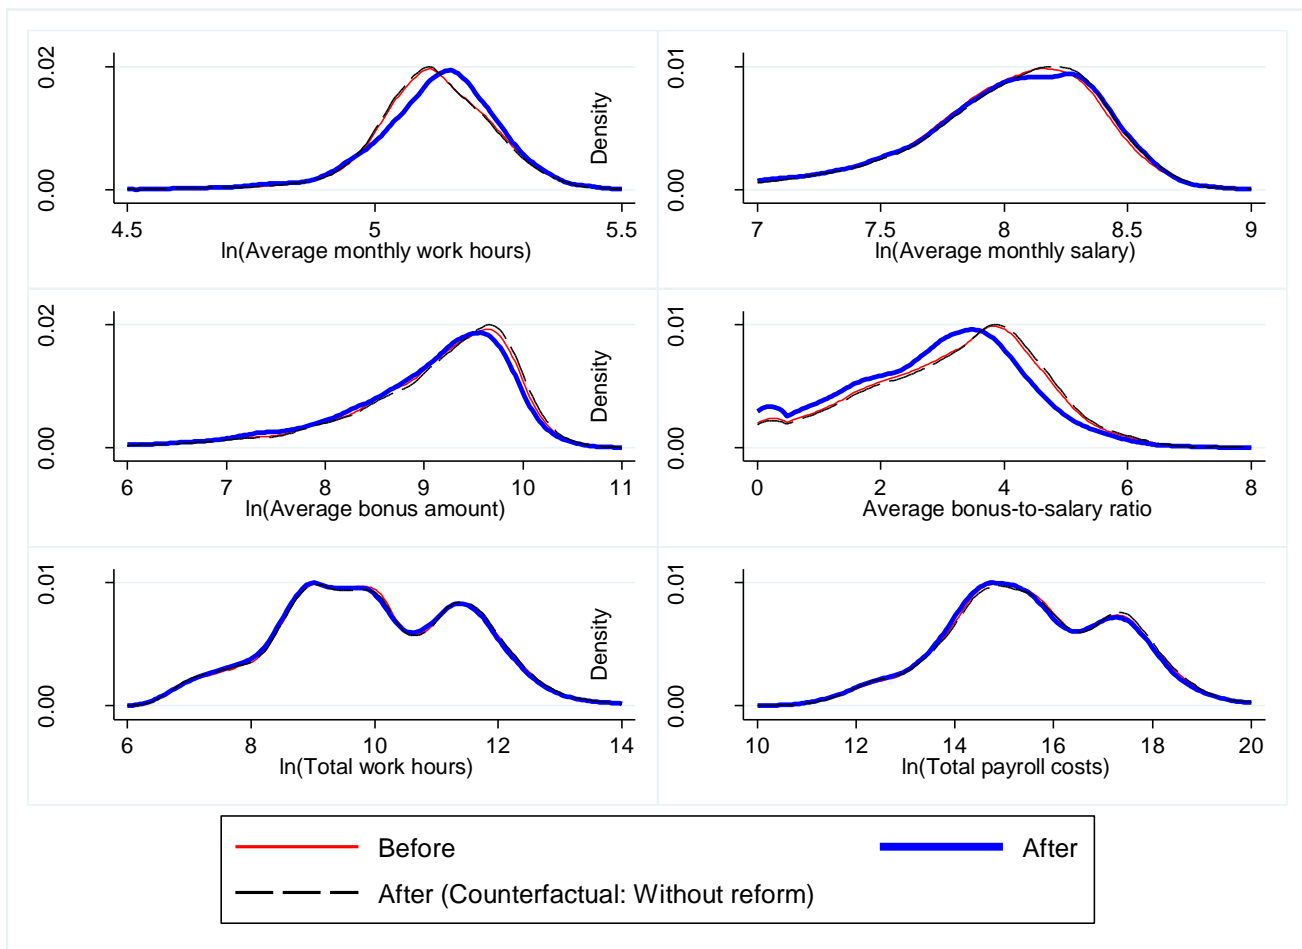 0.02
0.00
4.5 5 5.5
ln(Average monthly work hours)
Density
0.01
0.00
7 7.5 8 8.5 9
ln(Average monthly salary)
0.02
0.00
6 7 8 9 10 11
ln(Average bonus amount)
Density
0.01
0.00
0 2 4 6 8
Average bonus-to-salary ratio
0.01
0.00
6 8 10 12 14
ln(Total work hours)
Density
0.01
0.00
10 12 14 16 18 20
ln(Total payroll costs)
Before After
After (Counterfactual: Without reform)